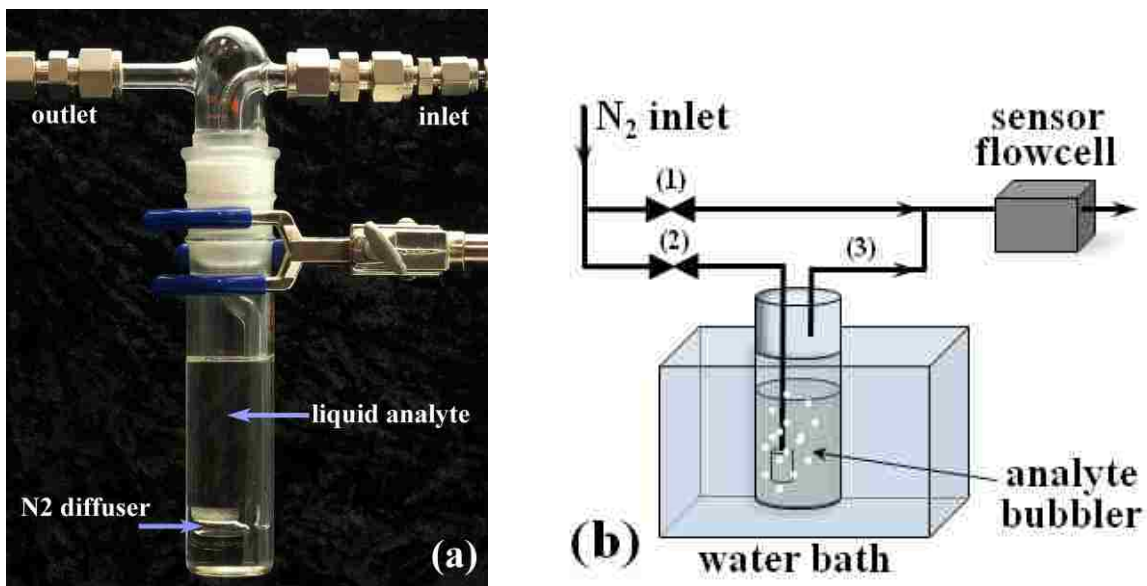 outlet
inlet
liquid analyte
N2 diffuser
(a)
N₂ inlet
sensor
flowcell
(1)
(2)
(3)
analyte
bubbler
water bath
(b)